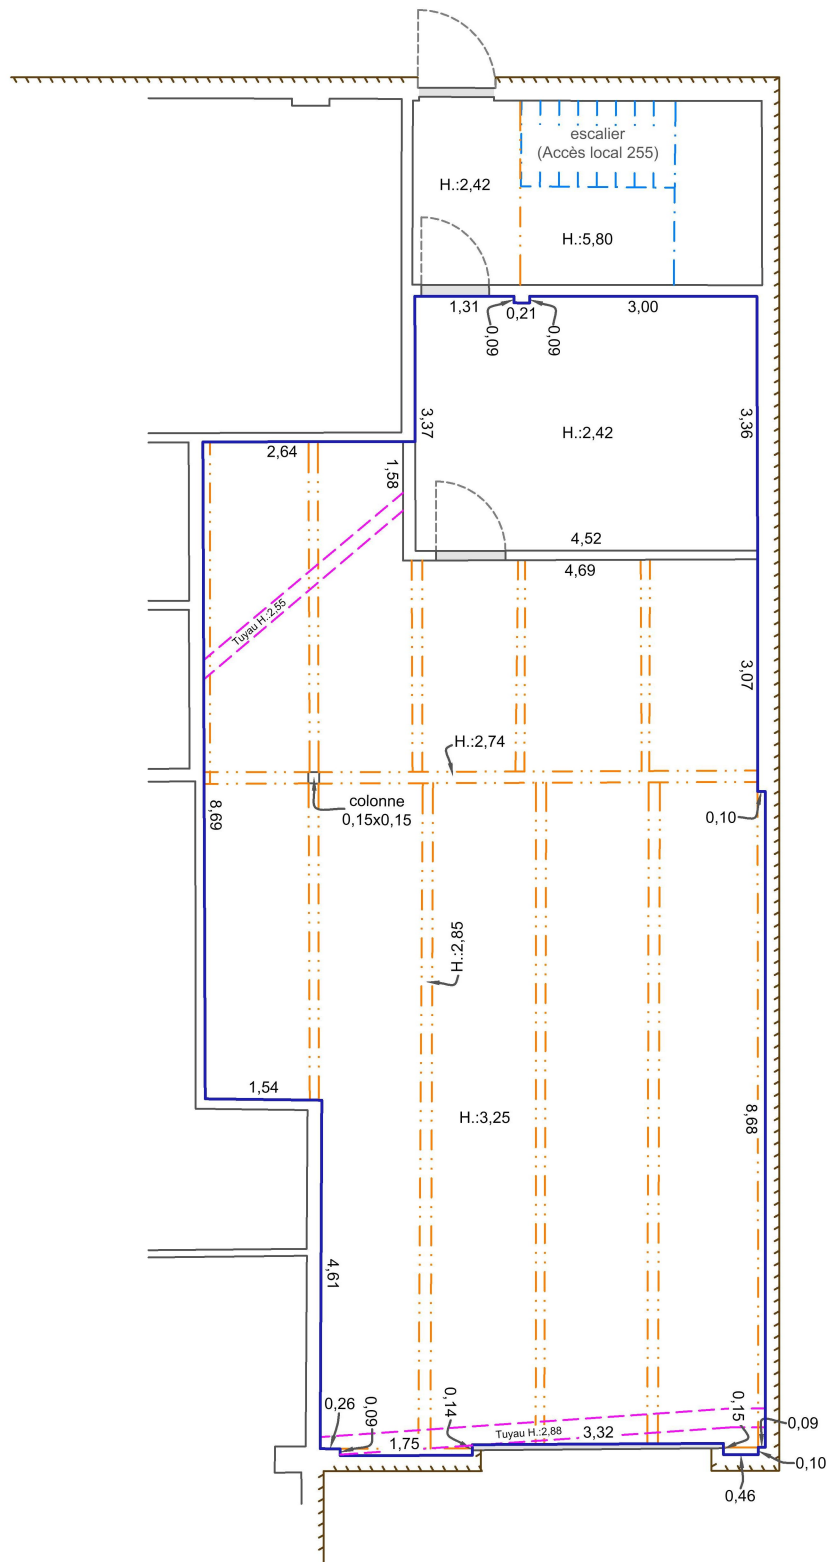 escalier
(Accès local 255)
H.:2,42
H.:5,80
1,31
0,09
0,21
0,09
3,00
3,37
H.:2,42
3,36
2,64
1,58
4,52
4,69
Tuyau H.:2,55
3,07
H.:2,74
colonne
0,15x0,15
8,69
0,10
H.:2,85
1,54
H.:3,25
8,68
4,61
0,26
0,09
1,75
0,14
Tuyau H.:2,88
3,32
0,15
0,09
0,10
0,46